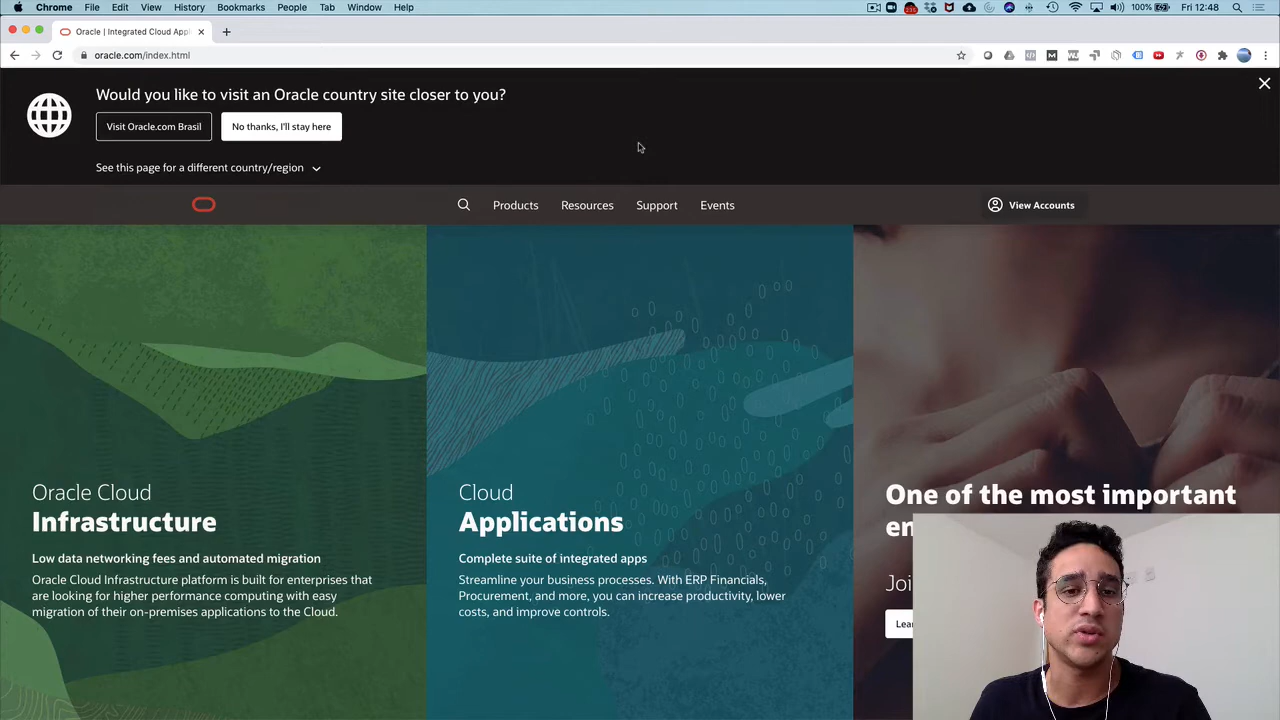 Chrome File Edit View History Bookmarks People Tab Window Help 100% Fri 12:48
Oracle | Integrated Cloud Appl
oracle.com/index.html
Would you like to visit an Oracle country site closer to you?
Visit Oracle.com Brasil No thanks, I'll stay here
See this page for a different country/region
Products Resources Support Events View Accounts
Oracle Cloud
Infrastructure
Low data networking fees and automated migration
Oracle Cloud Infrastructure platform is built for enterprises that
are looking for higher performance computing with easy
migration of their on-premises applications to the Cloud.
Cloud
Applications
Complete suite of integrated apps
Streamline your business processes. With ERP Financials,
Procurement, and more, you can increase productivity, lower
costs, and improve controls.
One of the most important